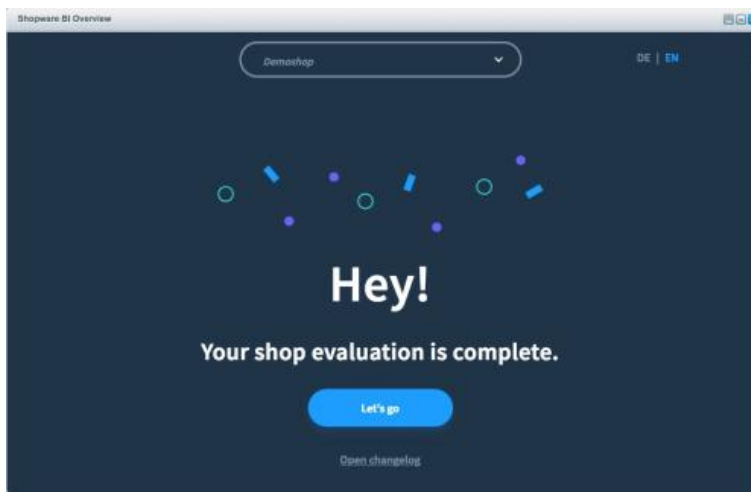 Shopware BI Overview
Demoshop
DE | EN
Hey!
Your shop evaluation is complete.
Let's go
Open changelog